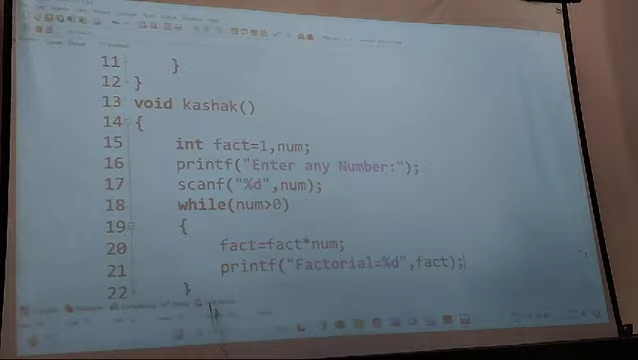 11 }
12 }
13 void kashak()
14 {
15 int fact=1,num;
16 printf("Enter any Number:");
17 scanf("%d",num);
18 while(num>0)
19 {
20 fact=fact*num;
21 printf("Factorial=%d",fact);
22 }